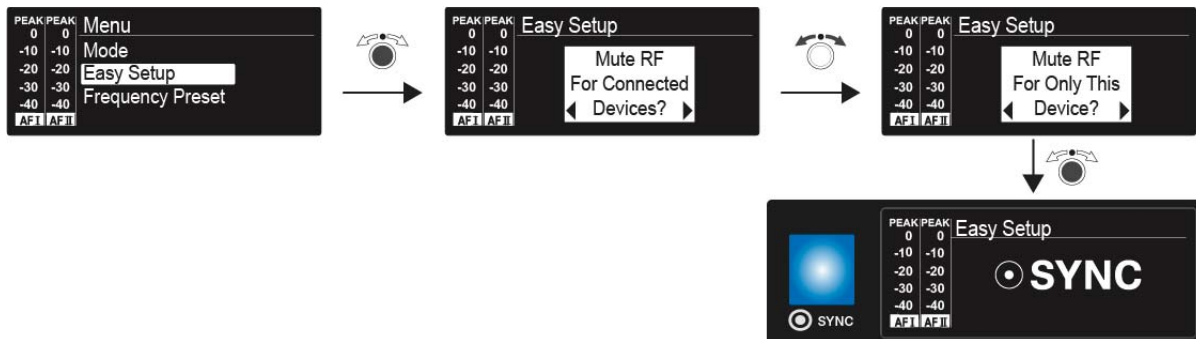 PEAK PEAK Menu
0 0
-10 -10 Mode
-20 -20 Easy Setup
-30 -30 Frequency Preset
-40 -40
AF I AF II
PEAK PEAK Easy Setup
0 0
-10 -10 Mute RF
-20 -20 For Connected
-30 -30 Devices?
-40 -40
AF I AF II
PEAK PEAK Easy Setup
0 0
-10 -10 Mute RF
-20 -20 For Only This
-30 -30 Device?
-40 -40
AF I AF II
PEAK PEAK Easy Setup
0 0
-10 -10
-20 -20 SYNC
-30 -30
-40 -40
AF I AF II
SYNC